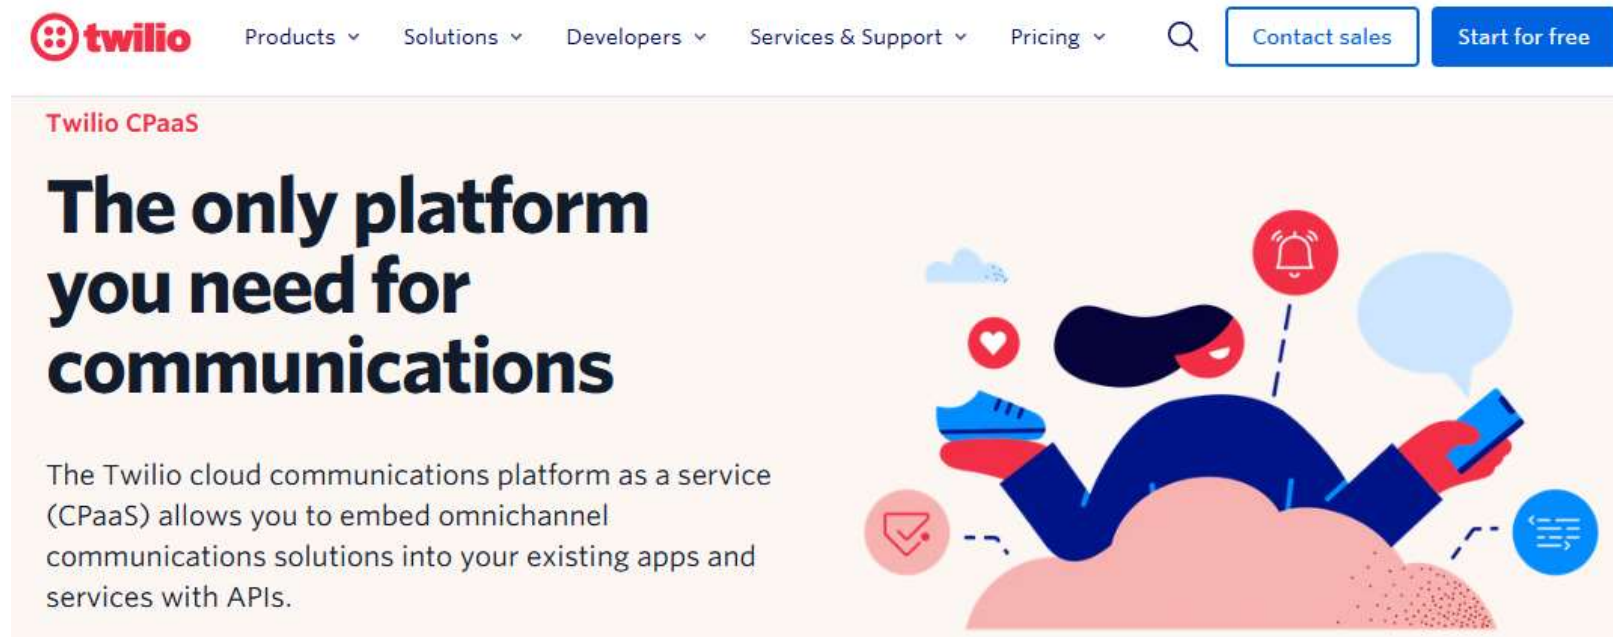 twilio Products Solutions Developers Services & Support Pricing Contact sales Start for free
Twilio CPaaS
The only platform
you need for
communications
The Twilio cloud communications platform as a service
(CPaaS) allows you to embed omnichannel
communications solutions into your existing apps and
services with APIs.